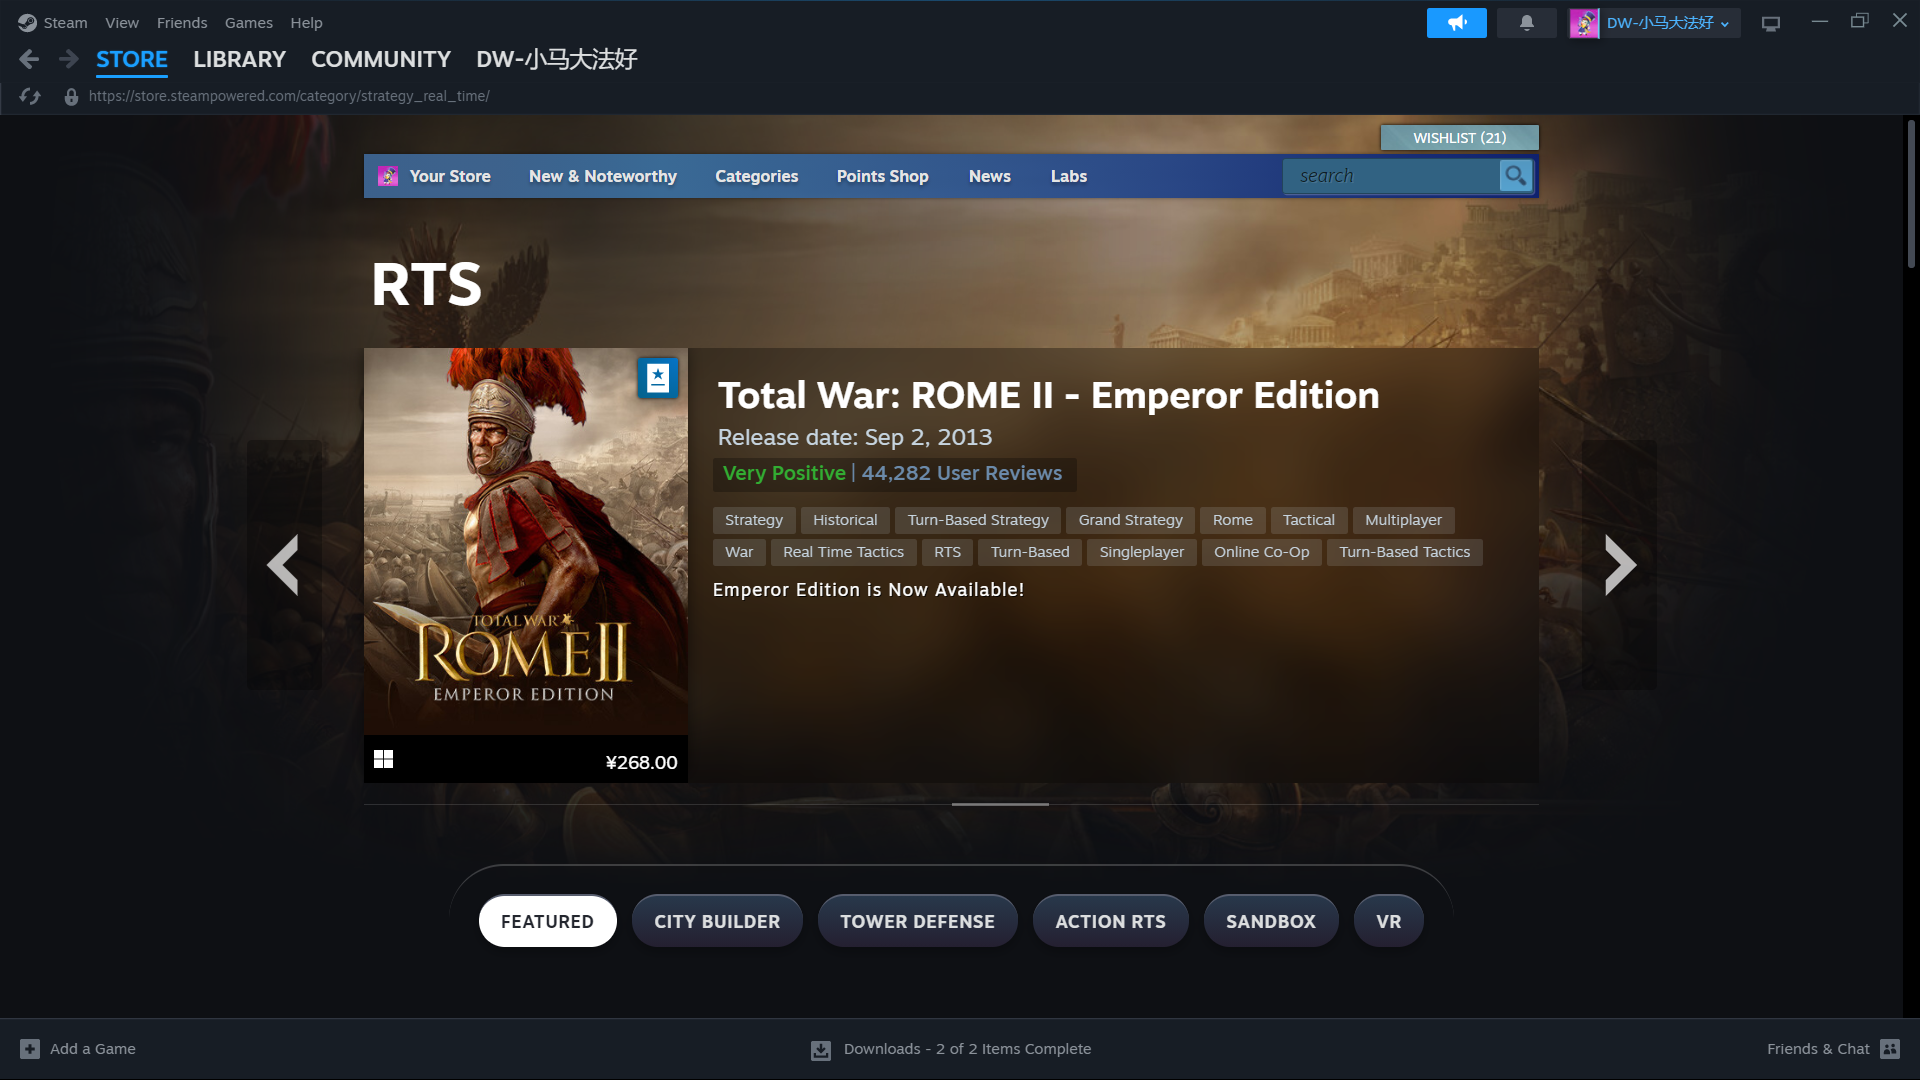 Steam View Friends Games Help DW-小马大法好
STORE LIBRARY COMMUNITY DW-小马大法好
https://store.steampowered.com/category/strategy_real_time/
WISHLIST (21)
Your Store New & Noteworthy Categories Points Shop News Labs search
RTS
Total War: ROME II - Emperor Edition
Release date: Sep 2, 2013
Very Positive | 44,282 User Reviews
Strategy Historical Turn-Based Strategy Grand Strategy Rome Tactical Multiplayer
War Real Time Tactics RTS Turn-Based Singleplayer Online Co-Op Turn-Based Tactics
Emperor Edition is Now Available!
TOTAL WAR
ROME II
EMPEROR EDITION
¥268.00
FEATURED CITY BUILDER TOWER DEFENSE ACTION RTS SANDBOX VR
Add a Game Downloads - 2 of 2 Items Complete Friends & Chat